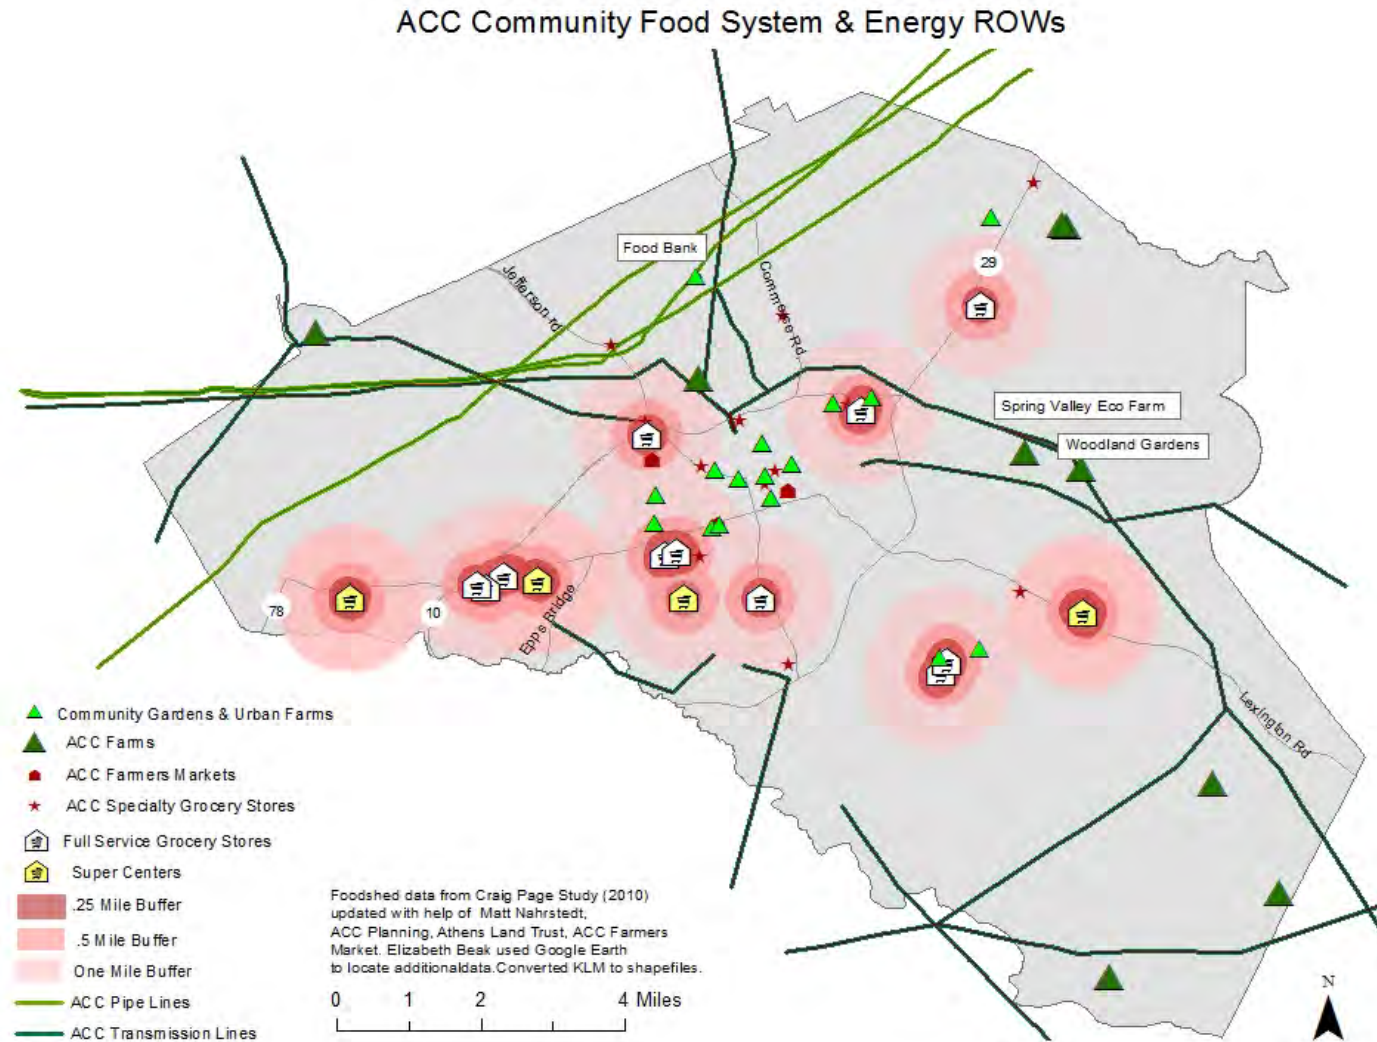 ACC Community Food System & Energy ROWs
Food Bank
Jefferson rd
Commerse Rd
29
Spring Valley Eco Farm
Woodland Gardens
78
10
Epps Bridge
Lexington Rd
Community Gardens & Urban Farms
ACC Farms
ACC Farmers Markets
ACC Specialty Grocery Stores
Full Service Grocery Stores
Super Centers
.25 Mile Buffer
.5 Mile Buffer
One Mile Buffer
ACC Pipe Lines
ACC Transmission Lines
Foodshed data from Craig Page Study (2010)
updated with help of Matt Nahrstedt,
ACC Planning, Athens Land Trust, ACC Farmers
Market. Elizabeth Beak used Google Earth
to locate additionaldata.Converted KLM to shapefiles.
0 1 2 4 Miles
N